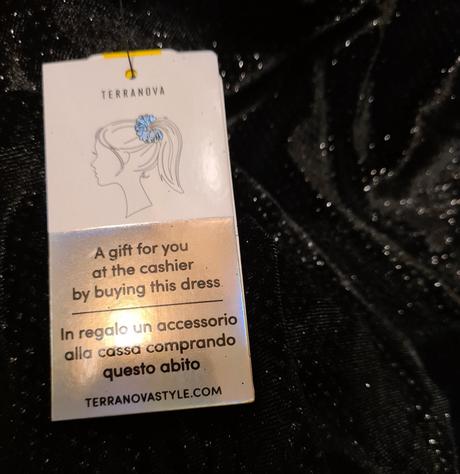 TERRANOVA
A gift for you
at the cashier
by buying this dress
In regalo un accessorio
alla cassa comprando
questo abito
TERRANOVASTYLE.COM